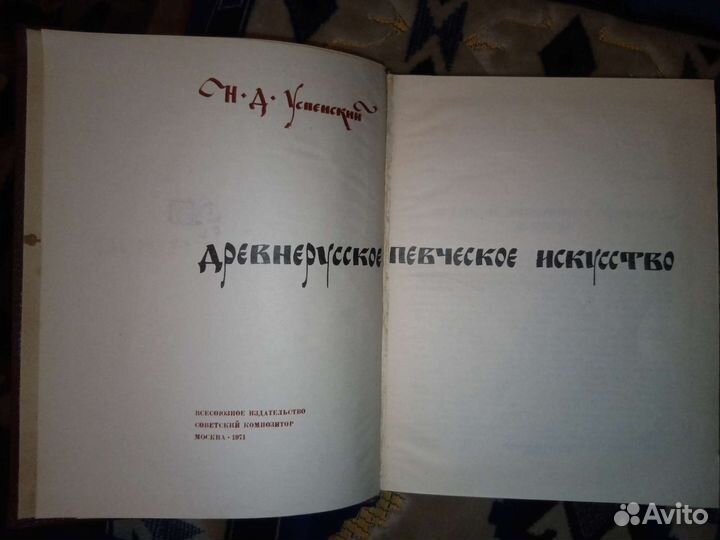 Н. Д. Успенский
древнерусское певческое искусство
ВСЕСОЮЗНОЕ ИЗДАТЕЛЬСТВО
СОВЕТСКИЙ КОМПОЗИТОР
МОСКВА · 1971
Avito